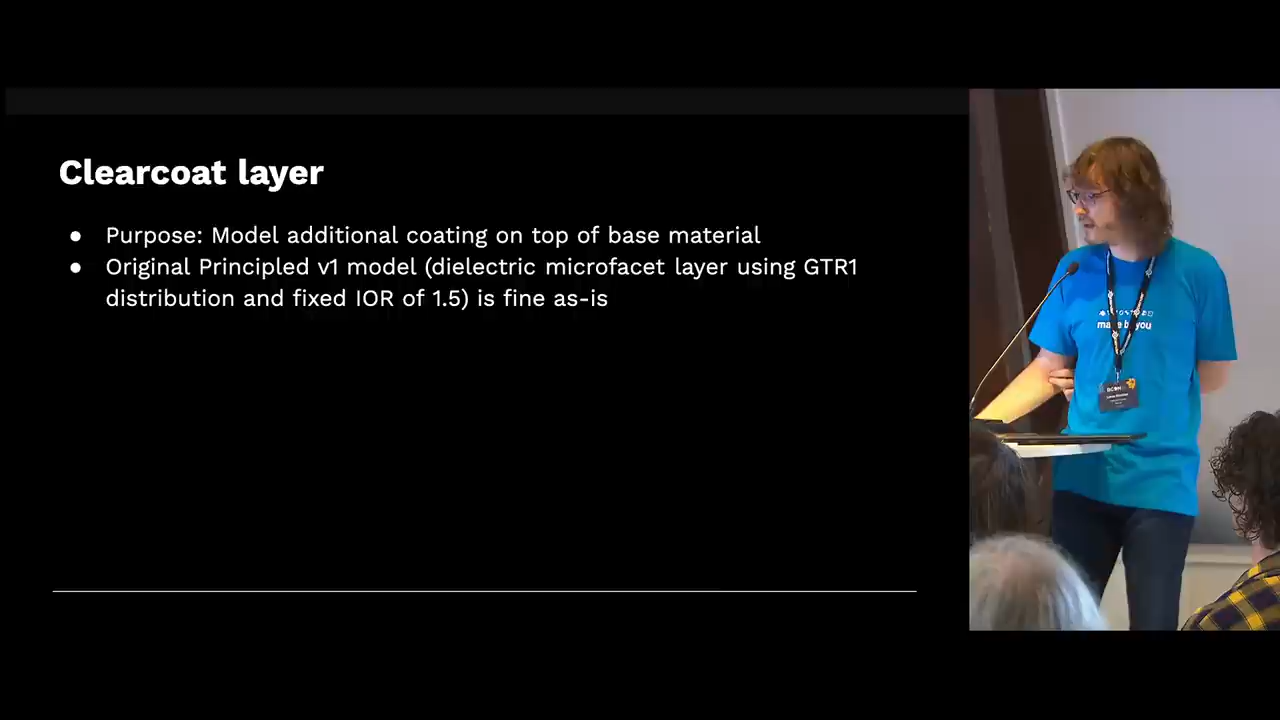 Clearcoat layer
● Purpose: Model additional coating on top of base material
● Original Principled v1 model (dielectric microfacet layer using GTR1
distribution and fixed IOR of 1.5) is fine as-is
you